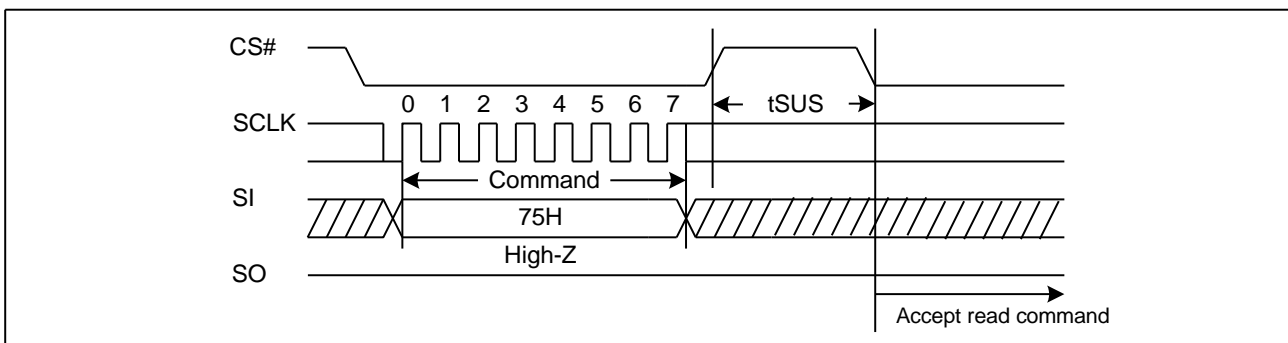 CS#
0 1 2 3 4 5 6 7
tSUS
SCLK
Command
SI
75H
High-Z
SO
Accept read command